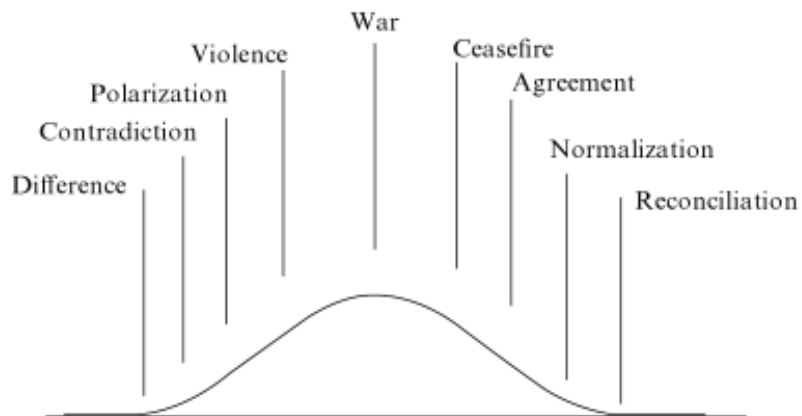 War
Violence
Ceasefire
Polarization
Agreement
Contradiction
Normalization
Difference
Reconciliation